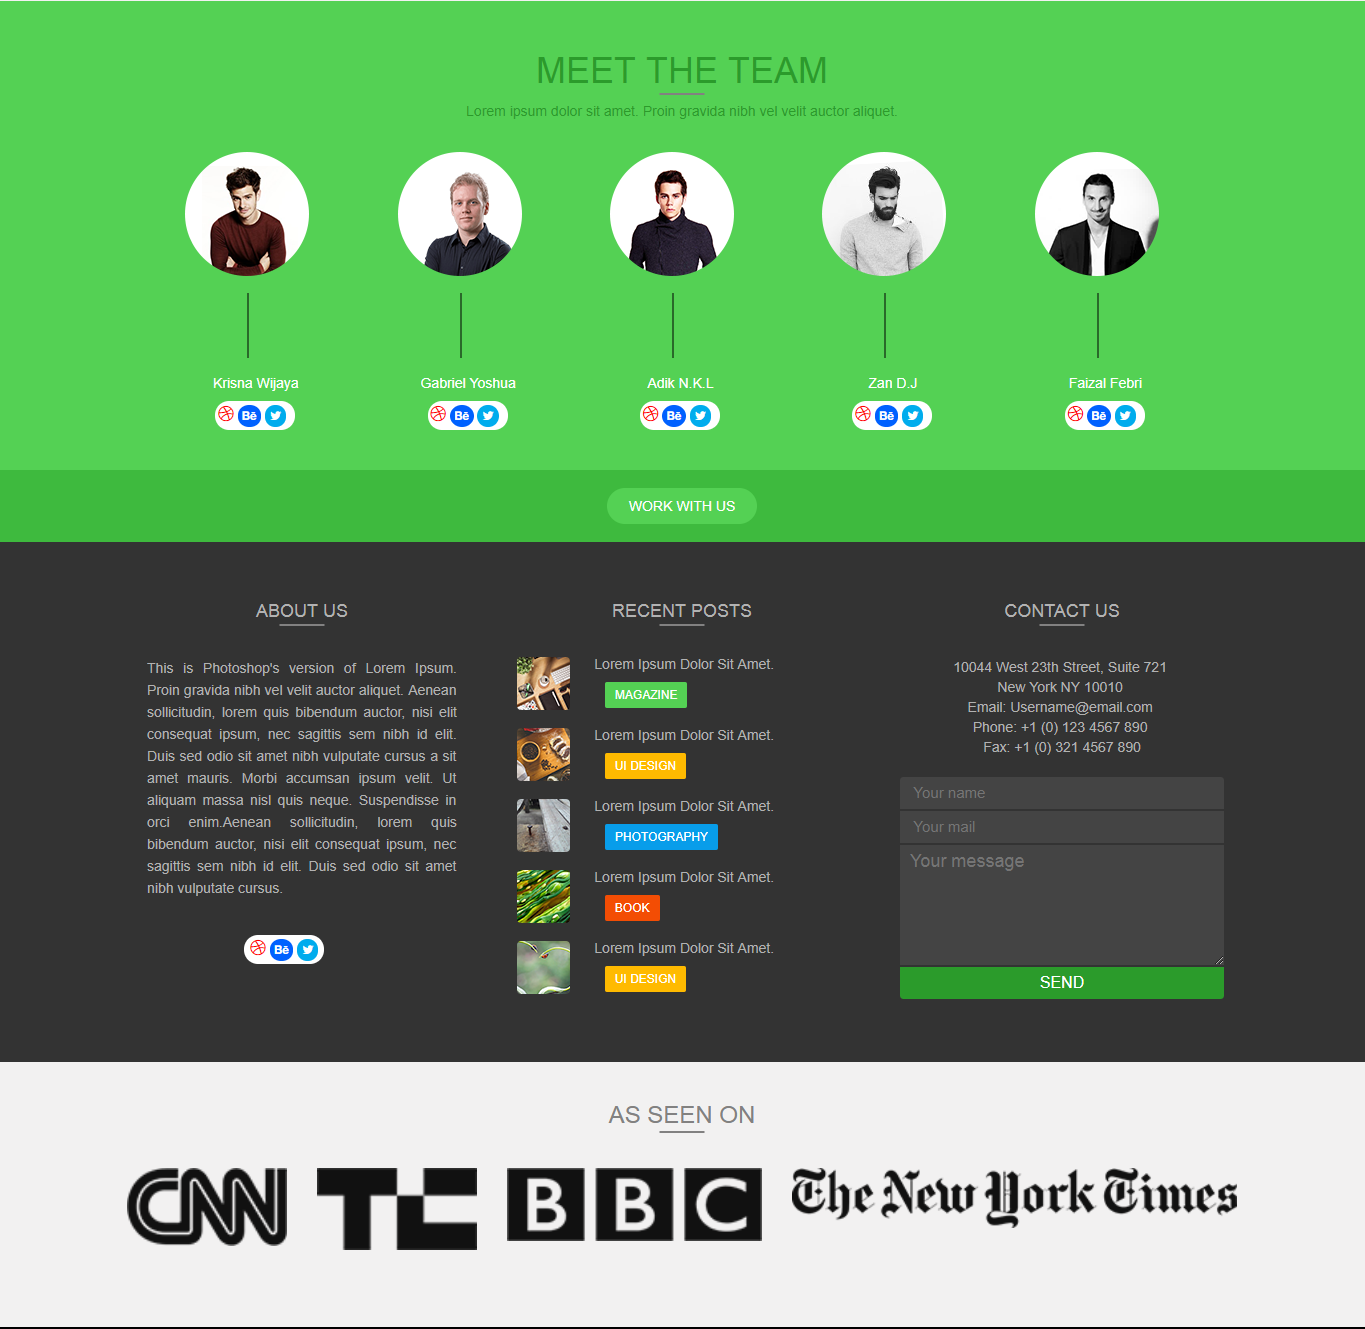 MEET THE TEAM
Lorem ipsum dolor sit amet. Proin gravida nibh vel velit auctor aliquet.
Krisna Wijaya
Gabriel Yoshua
Adik N.K.L
Zan D.J
Faizal Febri
Bē
Bē
Bē
Bē
Bē
WORK WITH US
ABOUT US
This is Photoshop's version of Lorem Ipsum.
Proin gravida nibh vel velit auctor aliquet. Aenean
sollicitudin, lorem quis bibendum auctor, nisi elit
consequat ipsum, nec sagittis sem nibh id elit.
Duis sed odio sit amet nibh vulputate cursus a sit
amet mauris. Morbi accumsan ipsum velit. Ut
aliquam massa nisl quis neque. Suspendisse in
orci enim.Aenean sollicitudin, lorem quis
bibendum auctor, nisi elit consequat ipsum, nec
sagittis sem nibh id elit. Duis sed odio sit amet
nibh vulputate cursus.
Bē
RECENT POSTS
Lorem Ipsum Dolor Sit Amet.
MAGAZINE
Lorem Ipsum Dolor Sit Amet.
UI DESIGN
Lorem Ipsum Dolor Sit Amet.
PHOTOGRAPHY
Lorem Ipsum Dolor Sit Amet.
BOOK
Lorem Ipsum Dolor Sit Amet.
UI DESIGN
CONTACT US
10044 West 23th Street, Suite 721
New York NY 10010
Email: Username@email.com
Phone: +1 (0) 123 4567 890
Fax: +1 (0) 321 4567 890
Your name
Your mail
Your message
SEND
AS SEEN ON
CNN
TC
BBC
The New York Times